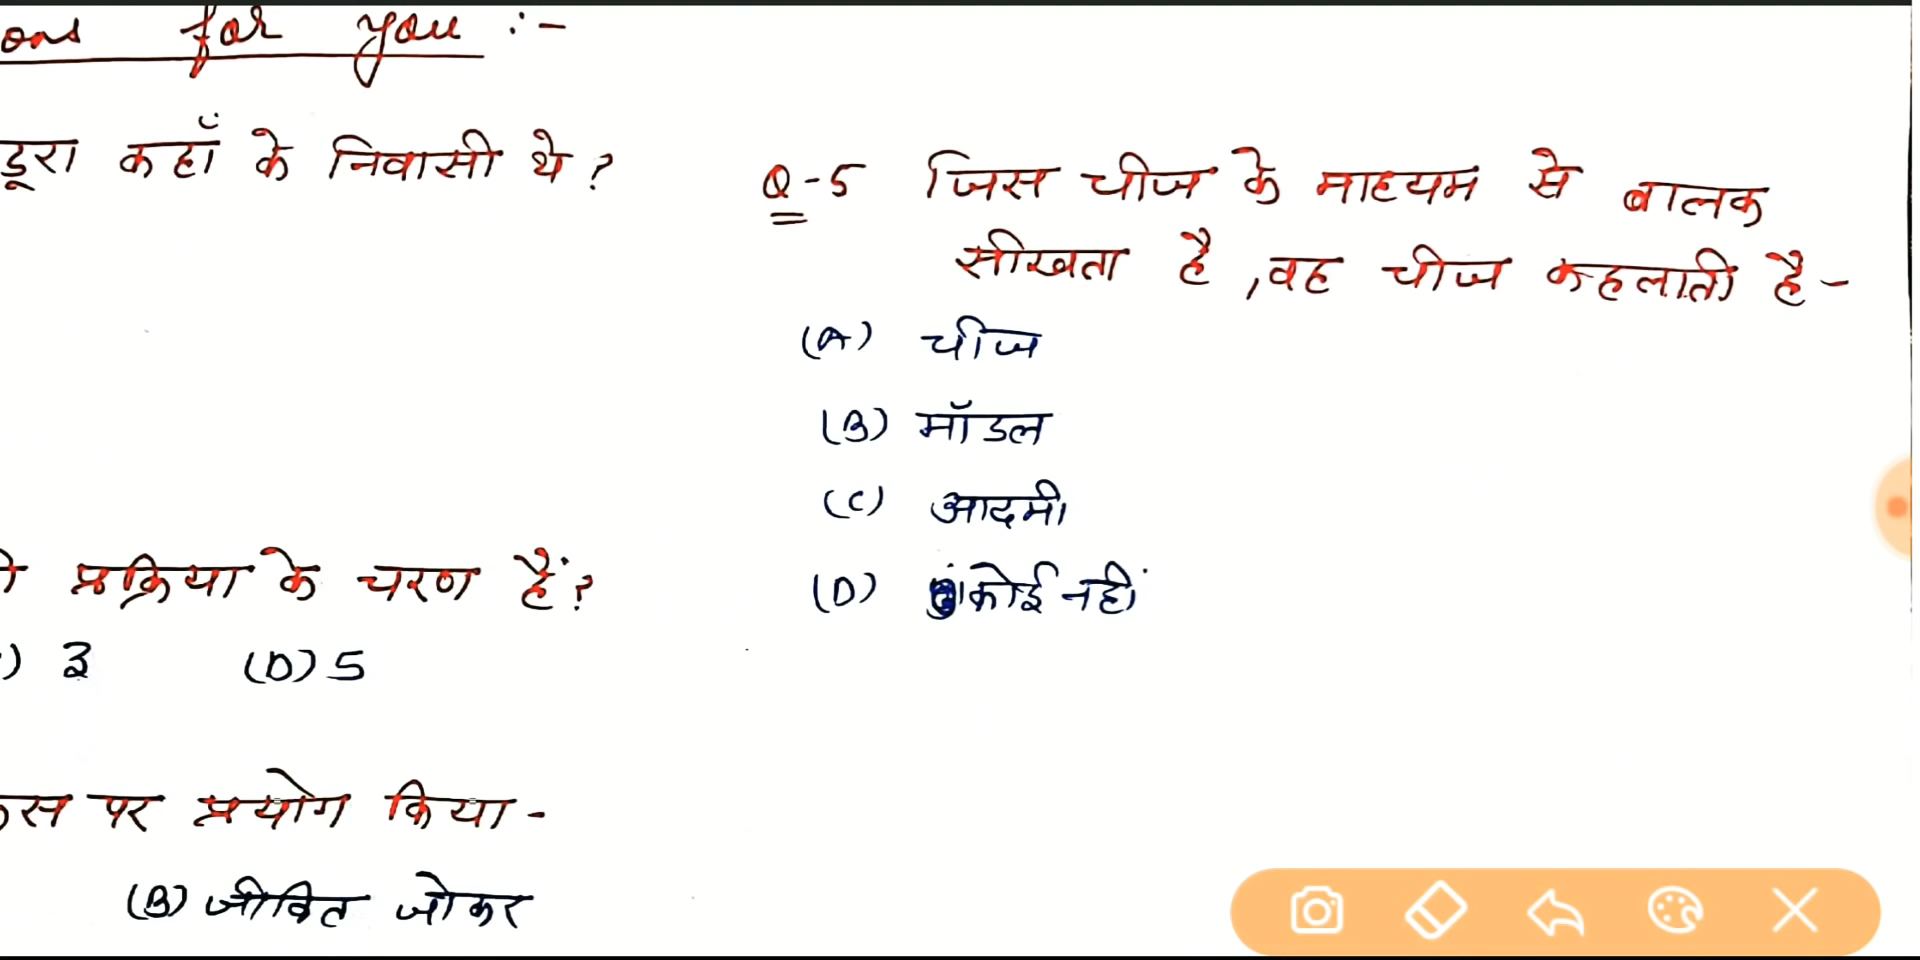 for you :-
डूरा कहाँ के निवासी थे?
प्रक्रिया के चरण हैं?
) 3 (D) 5
पर प्रयोग किया -
(B) जीवित जोकर
Q-5 जिस चीज के माध्यम से बालक
सीखता है, वह चीज कहलाती है-
(A) चीज
(B) मॉडल
(C) आदमी
(D) कोई नहीं